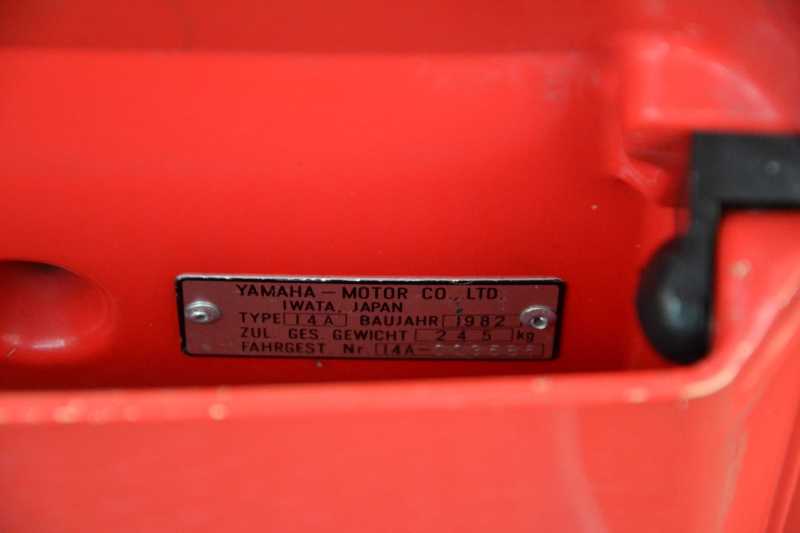 YAMAHA – MOTOR CO., LTD.
IWATA, JAPAN
TYPE 14A BAUJAHR 1982
ZUL GES. GEWICHT 245 kg
FAHRGEST Nr. 14A-